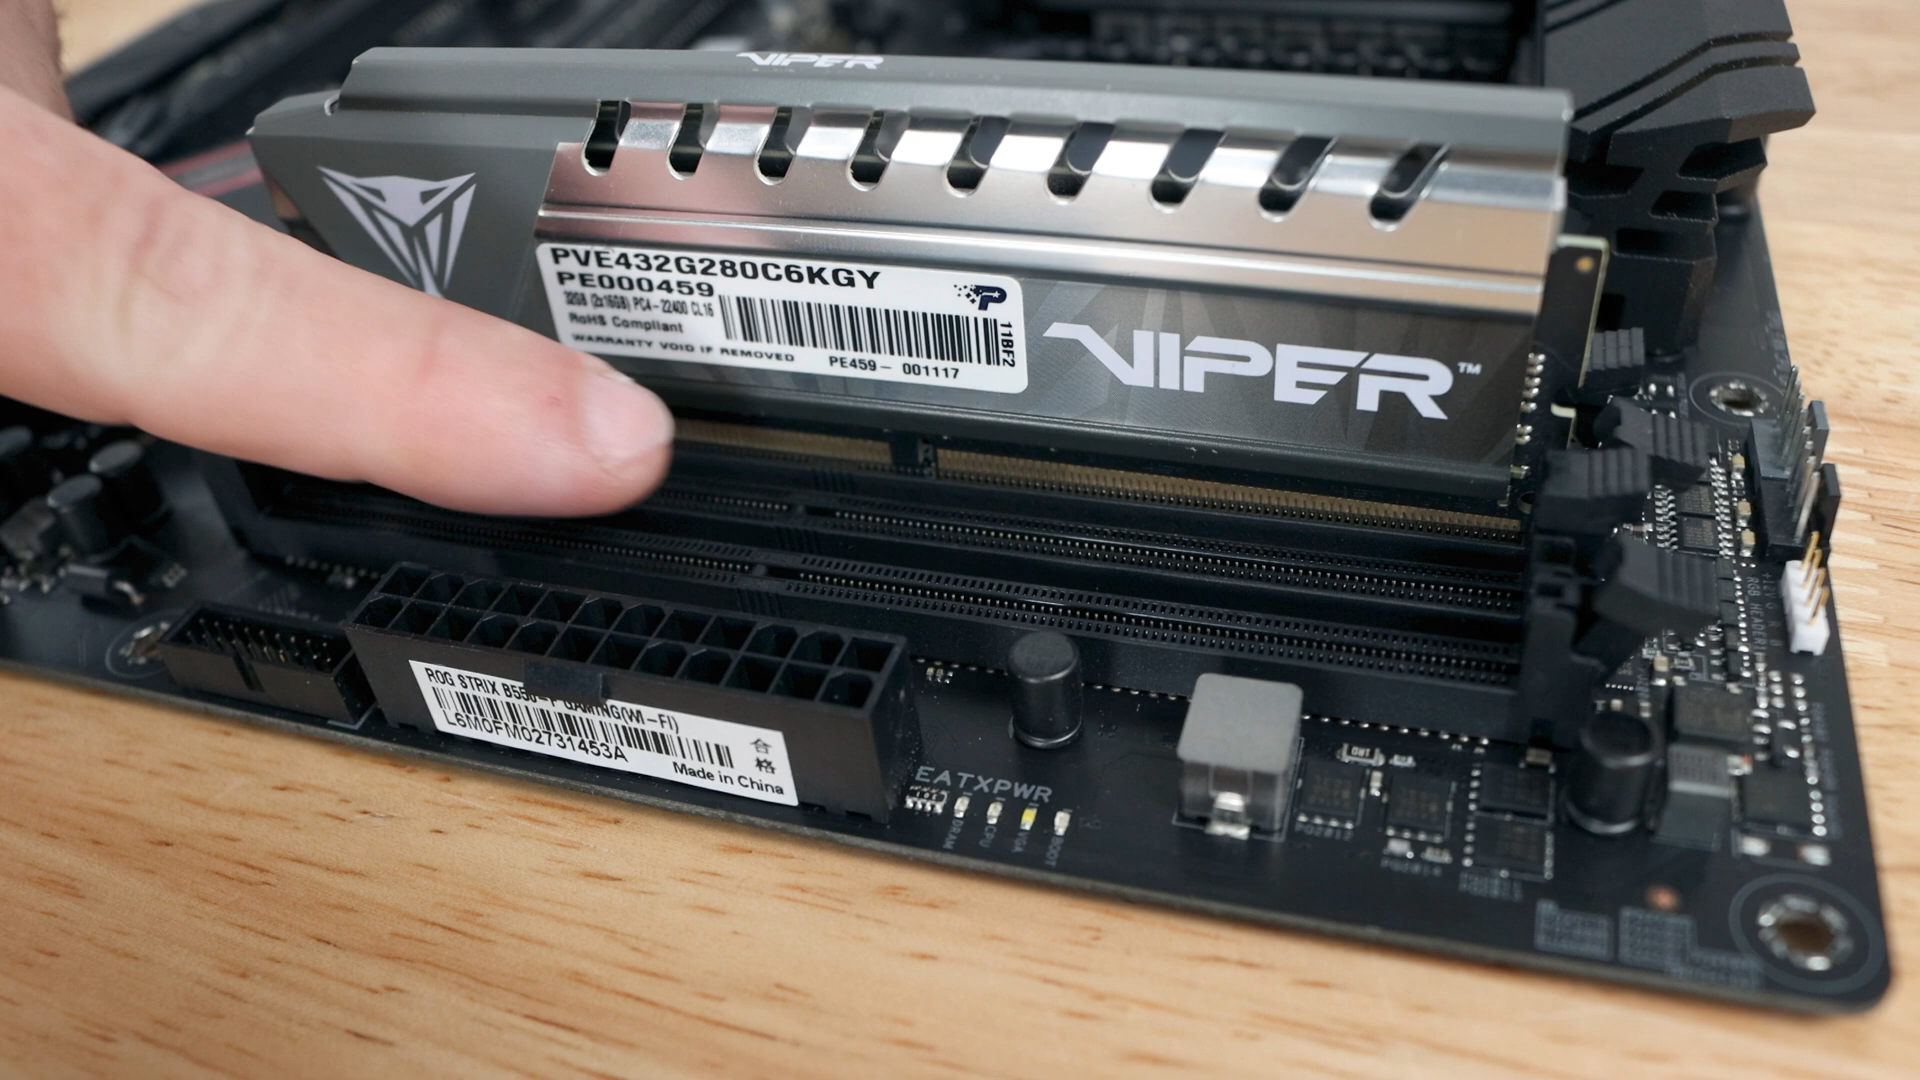 VIPER
PVE432G280C6KGY
PE000459
32GB (2x16GB) PC4-22400 CL16
RoHS Compliant
WARRANTY VOID IF REMOVED PE459- 001117
11BF2
VIPER™
ROG STRIX B550-F GAMING(WI-FI)
L6M0FM02731453A
合格
Made in China
EATXPWR
DRAM
CPU
VGA
BOOT
RGB HEADER